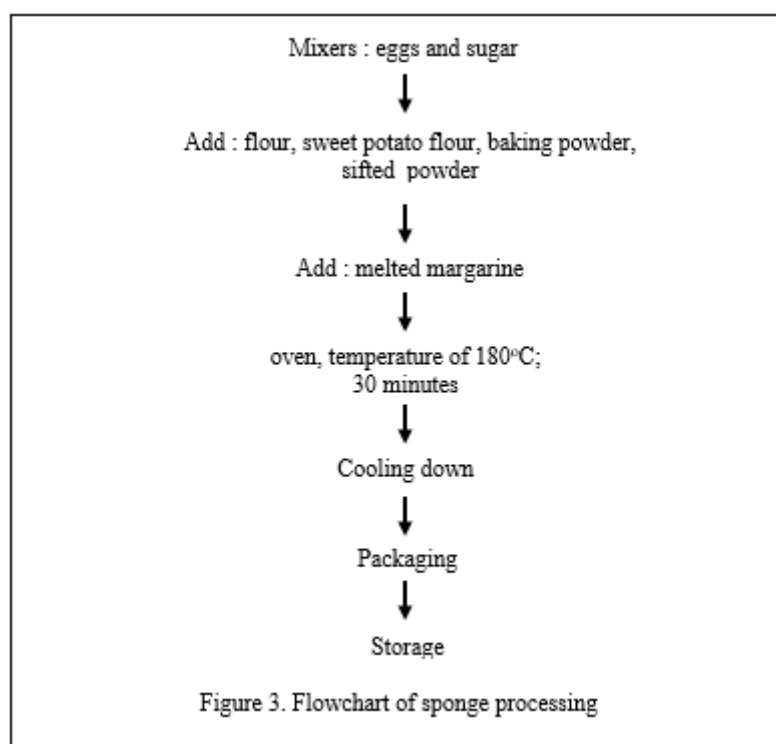 Mixers : eggs and sugar
Add : flour, sweet potato flour, baking powder,
sifted powder
Add : melted margarine
oven, temperature of 180°C;
30 minutes
Cooling down
Packaging
Storage
Figure 3. Flowchart of sponge processing